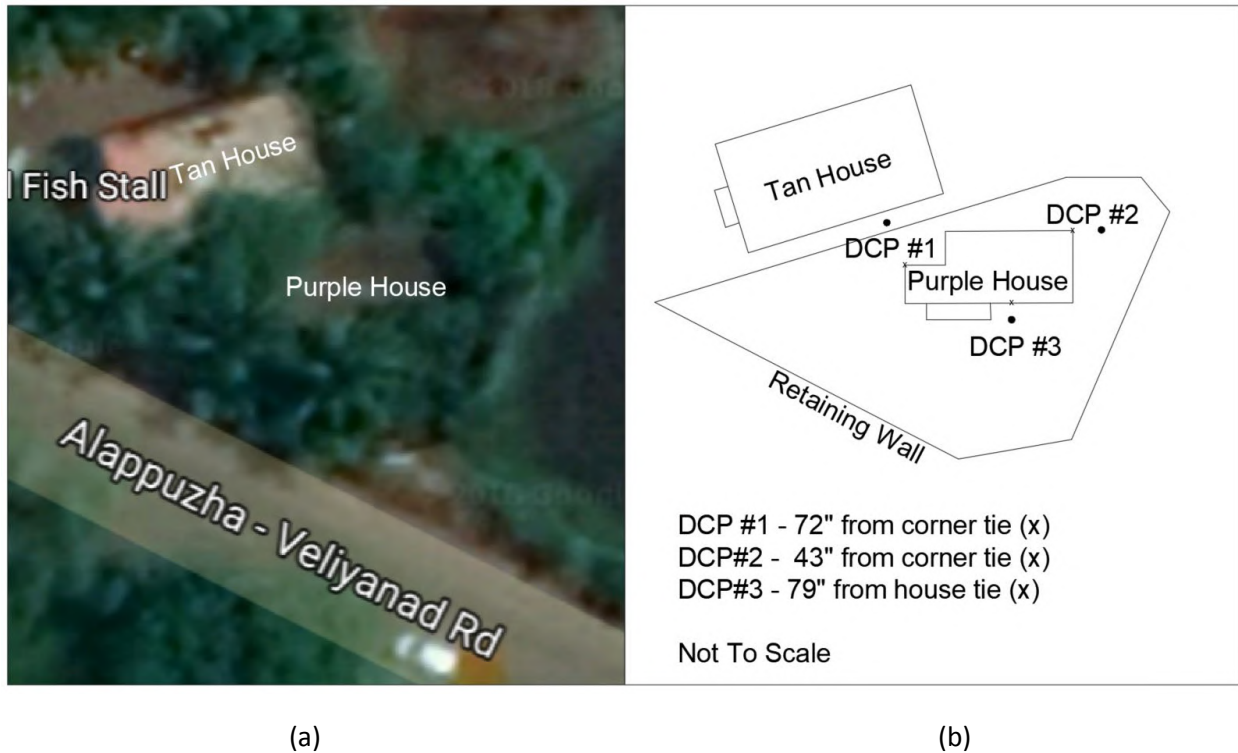 Tan House
l Fish Stall
Purple House
Alappuzha - Veliyanad Rd
Tan House
DCP #2
DCP #1
Purple House
DCP #3
Retaining Wall
DCP #1 - 72" from corner tie (x)
DCP#2 - 43" from corner tie (x)
DCP#3 - 79" from house tie (x)
Not To Scale
(a)
(b)